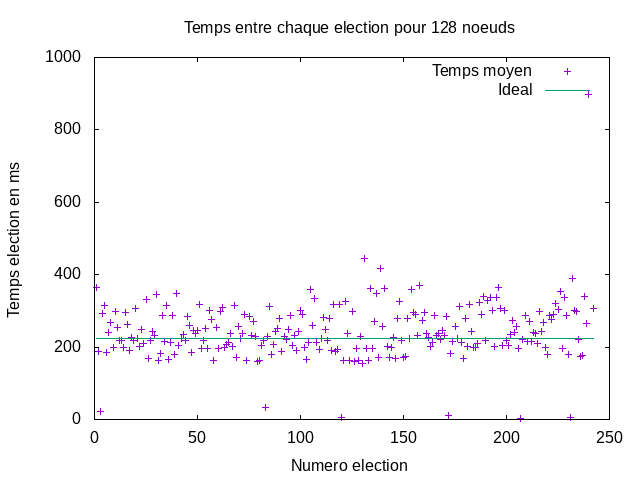 Temps entre chaque election pour 128 noeuds
1000
800
600
400
200
0
Temps election en ms
Temps moyen
Ideal
0 50 100 150 200 250
Numero election